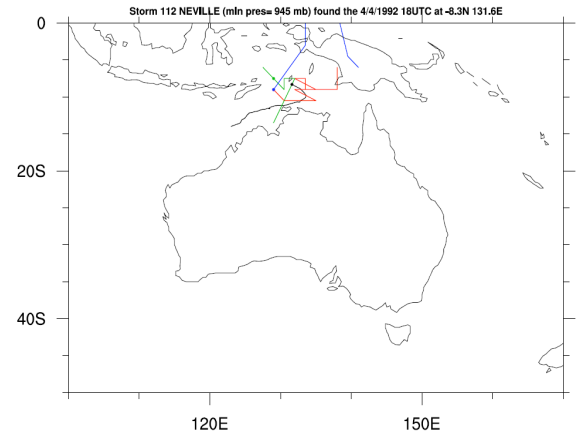 Storm 112 NEVILLE (min pres= 945 mb) found the 4/4/1992 18UTC at -8.3N 131.6E
0
20S
40S
120E
150E